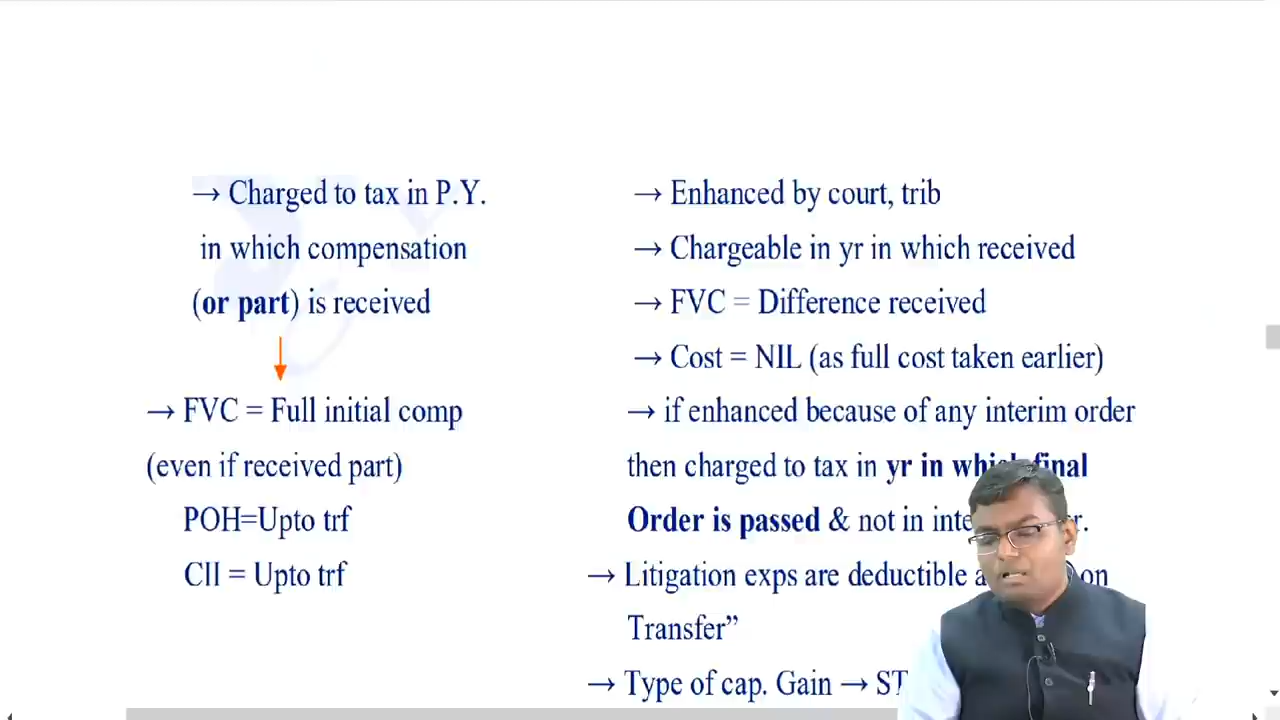 → Charged to tax in P.Y.
in which compensation
(or part) is received
→ FVC = Full initial comp
(even if received part)
POH=Upto trf
CII = Upto trf
→ Enhanced by court, trib
→ Chargeable in yr in which received
→ FVC = Difference received
→ Cost = NIL (as full cost taken earlier)
→ if enhanced because of any interim order
then charged to tax in yr in which final
Order is passed & not in
→ Litigation exps are deductible on
Transfer”
→ Type of cap. Gain →